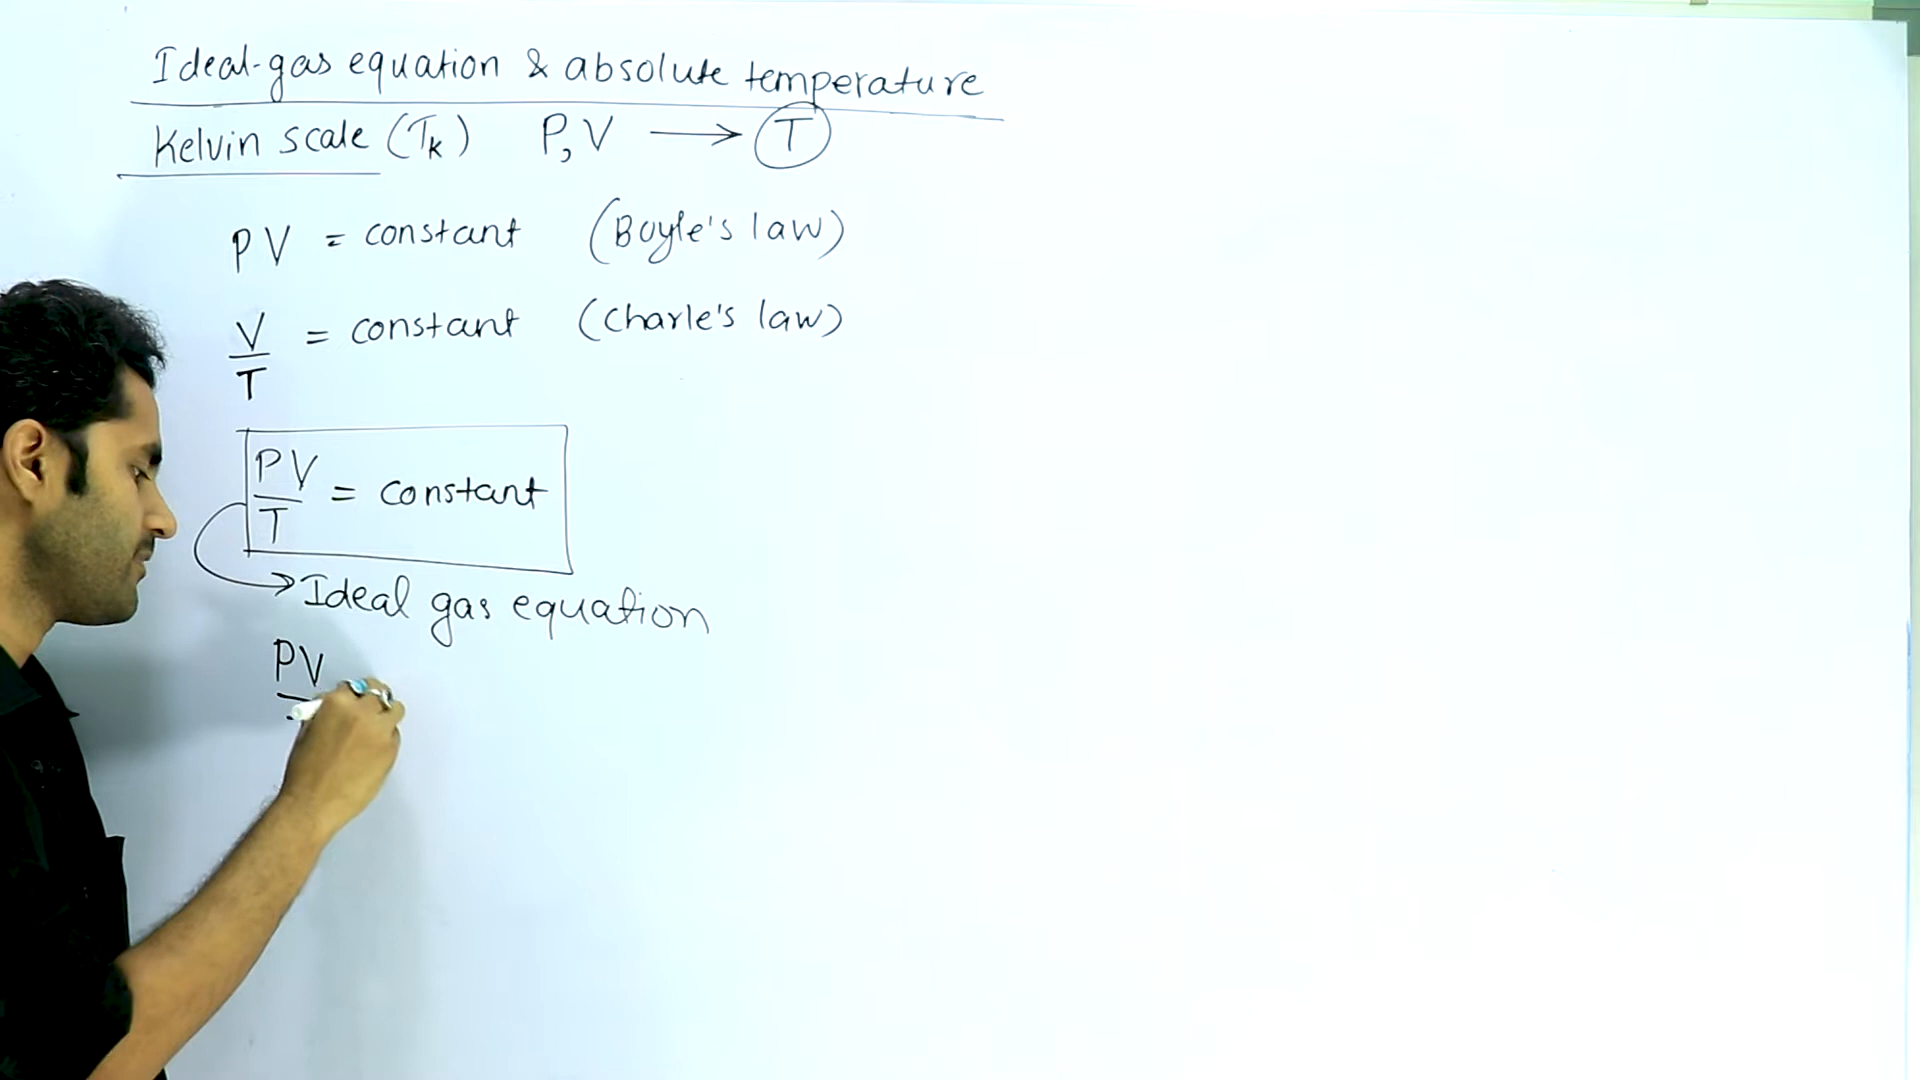 Ideal-gas equation & absolute temperature
Kelvin scale (Tk) P, V → T
PV = constant (Boyle's law)
V/T = constant (Charle's law)
PV/T = constant
→ Ideal gas equation
PV